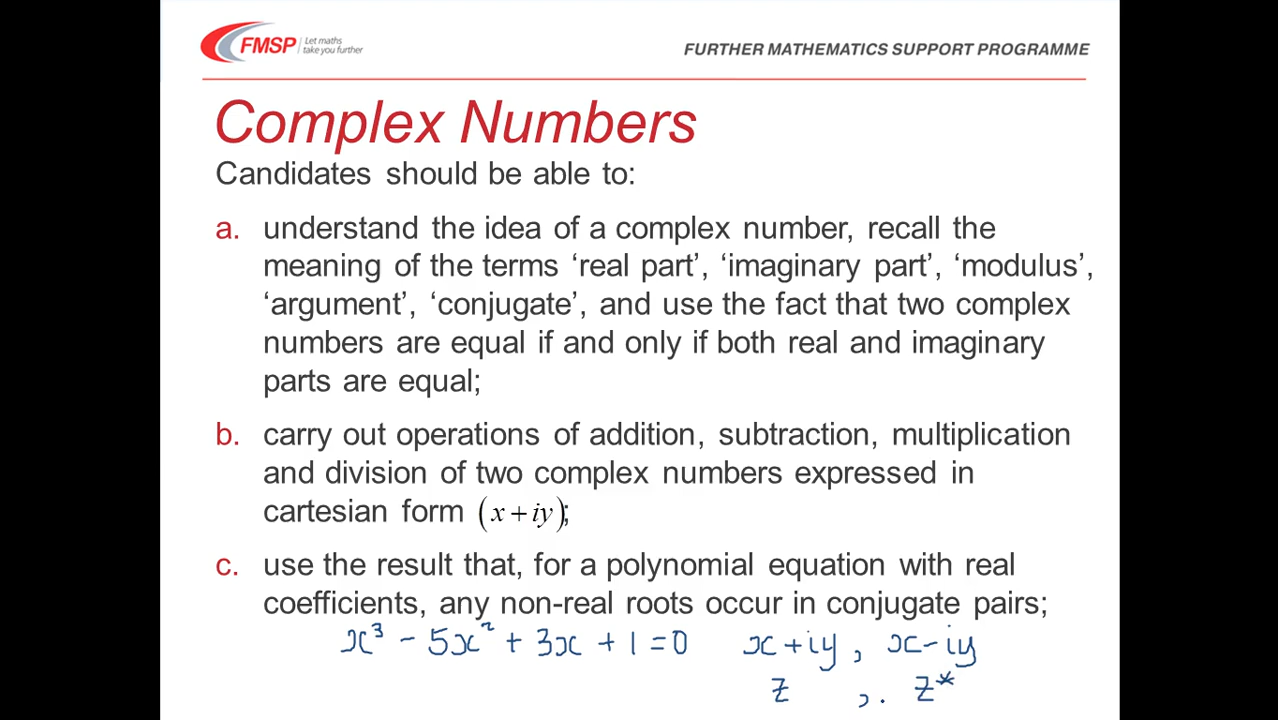 FMSP Let maths
take you further
FURTHER MATHEMATICS SUPPORT PROGRAMME
Complex Numbers
Candidates should be able to:
a. understand the idea of a complex number, recall the
meaning of the terms ‘real part’, ‘imaginary part’, ‘modulus’,
‘argument’, ‘conjugate’, and use the fact that two complex
numbers are equal if and only if both real and imaginary
parts are equal;
b. carry out operations of addition, subtraction, multiplication
and division of two complex numbers expressed in
cartesian form (x + iy);
c. use the result that, for a polynomial equation with real
coefficients, any non-real roots occur in conjugate pairs;
x³ - 5x² + 3x + 1 = 0 x + iy , x - iy
z , . z*